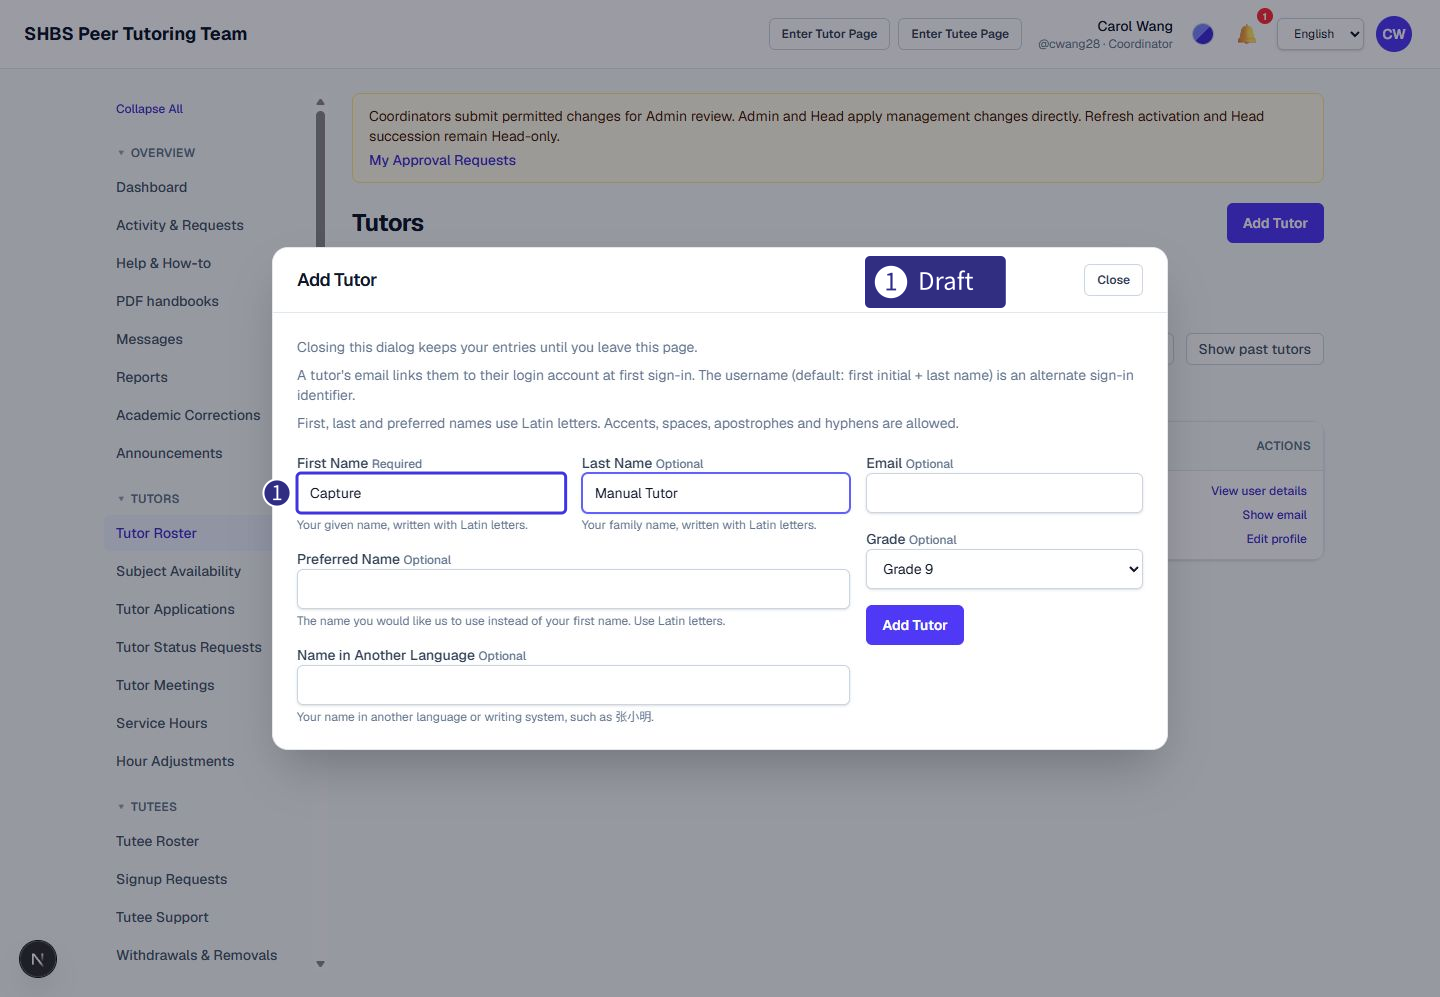 SHBS Peer Tutoring Team
Enter Tutor Page
Enter Tutee Page
Carol Wang
@cwang28 · Coordinator
1
English
CW
Collapse All
OVERVIEW
Dashboard
Activity & Requests
Help & How-to
PDF handbooks
Messages
Reports
Academic Corrections
Announcements
TUTORS
Tutor Roster
Subject Availability
Tutor Applications
Tutor Status Requests
Tutor Meetings
Service Hours
Hour Adjustments
TUTEES
Tutee Roster
Signup Requests
Tutee Support
Withdrawals & Removals
N
Coordinators submit permitted changes for Admin review. Admin and Head apply management changes directly. Refresh activation and Head
succession remain Head-only.
My Approval Requests
Tutors
Add Tutor
Show past tutors
ACTIONS
View user details
Show email
Edit profile
Add Tutor
1 Draft
Close
Closing this dialog keeps your entries until you leave this page.
A tutor's email links them to their login account at first sign-in. The username (default: first initial + last name) is an alternate sign-in
identifier.
First, last and preferred names use Latin letters. Accents, spaces, apostrophes and hyphens are allowed.
First Name Required
1
Capture
Your given name, written with Latin letters.
Last Name Optional
Manual Tutor
Your family name, written with Latin letters.
Email Optional
Grade Optional
Grade 9
Add Tutor
Preferred Name Optional
The name you would like us to use instead of your first name. Use Latin letters.
Name in Another Language Optional
Your name in another language or writing system, such as 张小明.